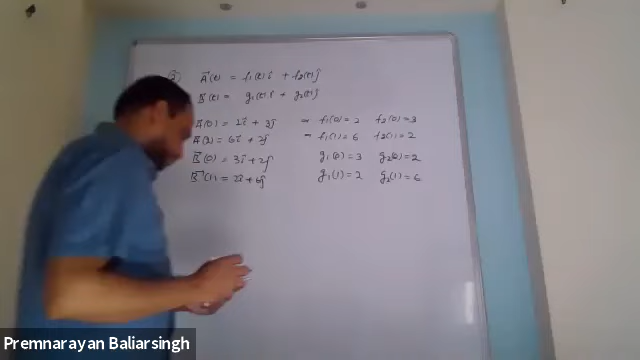 A⃗(t) = f₁(t) î + f₂(t) ĵ
B⃗(t) = g₁(t) î + g₂(t) ĵ
A(0) = 2î + 3ĵ ⇒ f₁(0) = 2 f₂(0) = 3
A⃗(1) = 6î + 2ĵ ⇒ f₁(1) = 6 f₂(1) = 2
B⃗(0) = 3î + 2ĵ g₁(0) = 3 g₂(0) = 2
B⃗(1) = 2î + 6ĵ g₁(1) = 2 g₂(1) = 6
Premnarayan Baliarsingh